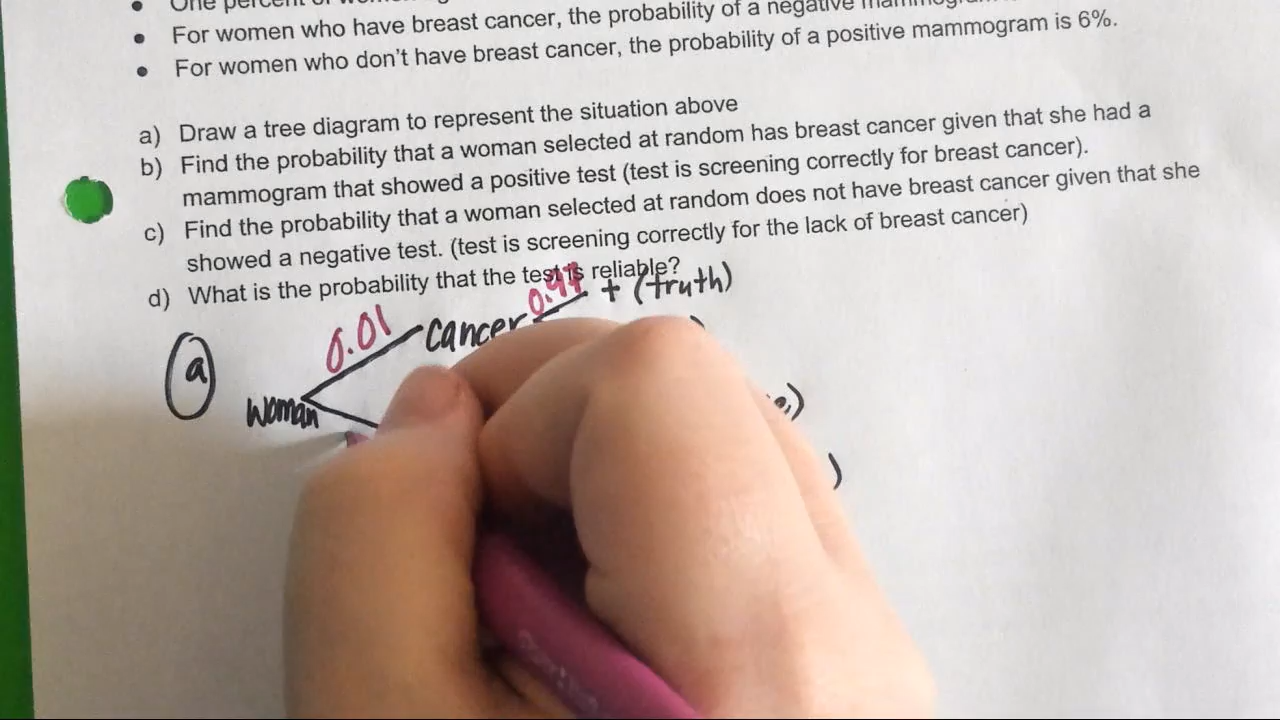 One percent of
For women who have breast cancer, the probability of a negative
For women who don't have breast cancer, the probability of a positive mammogram is 6%.
a) Draw a tree diagram to represent the situation above
b) Find the probability that a woman selected at random has breast cancer given that she had a
mammogram that showed a positive test (test is screening correctly for breast cancer).
c) Find the probability that a woman selected at random does not have breast cancer given that she
showed a negative test. (test is screening correctly for the lack of breast cancer)
d) What is the probability that the test is reliable?
0.01 + (truth)
a cancer
woman